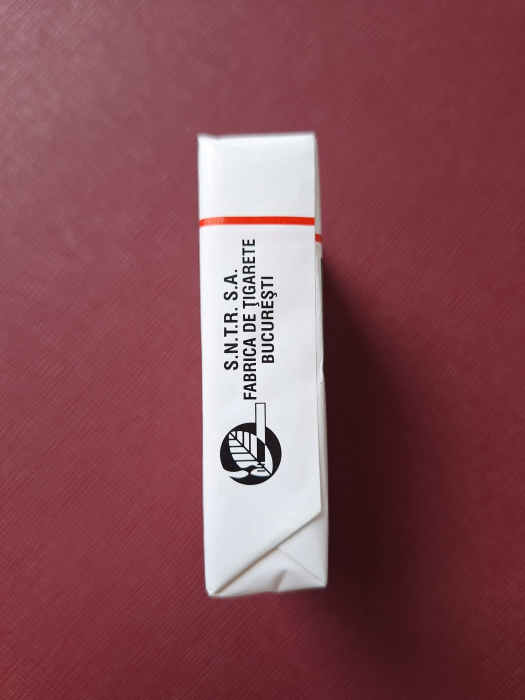 S.N.T.R. S.A.
FABRICA DE ȚIGARETE
BUCUREȘTI